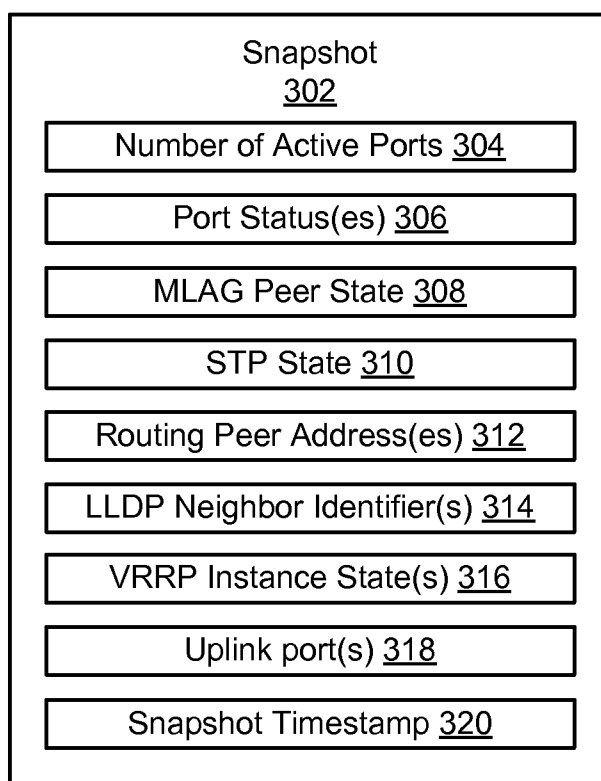 Snapshot
302
Number of Active Ports 304
Port Status(es) 306
MLAG Peer State 308
STP State 310
Routing Peer Address(es) 312
LLDP Neighbor Identifier(s) 314
VRRP Instance State(s) 316
Uplink port(s) 318
Snapshot Timestamp 320